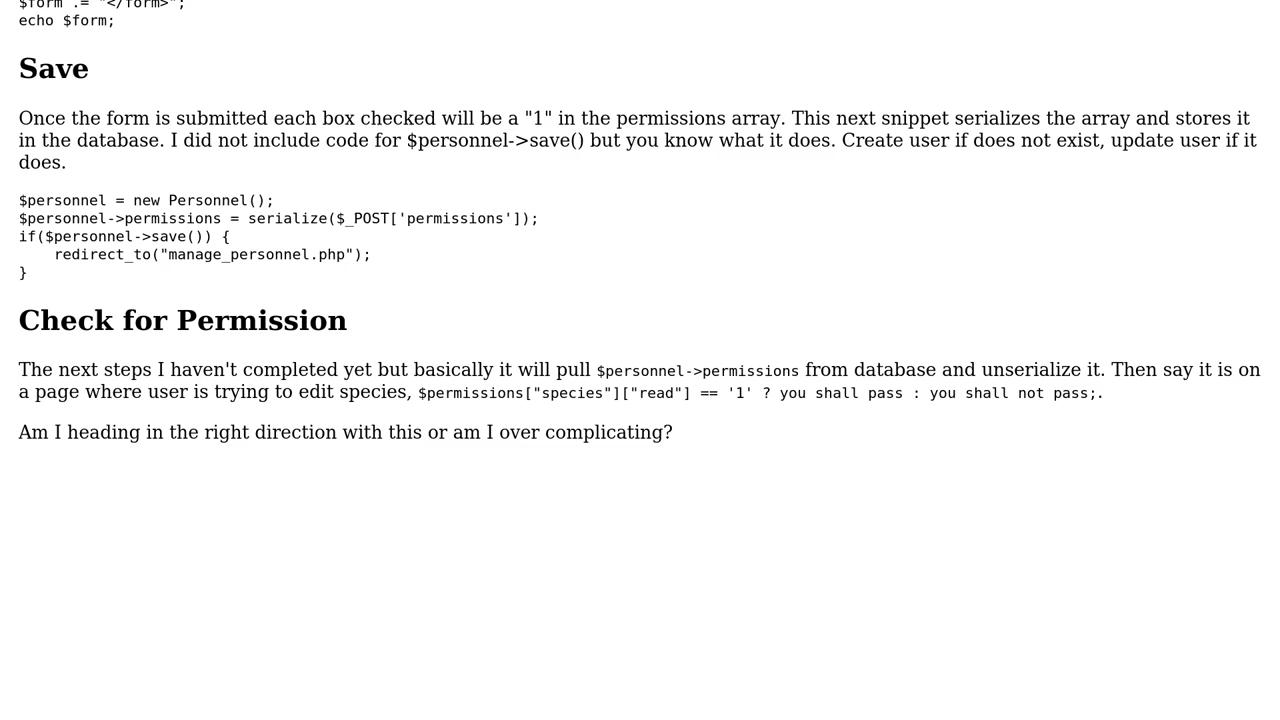 $form .= "</form>";
echo $form;
Save
Once the form is submitted each box checked will be a "1" in the permissions array. This next snippet serializes the array and stores it
in the database. I did not include code for $personnel->save() but you know what it does. Create user if does not exist, update user if it
does.
$personnel = new Personnel();
$personnel->permissions = serialize($_POST['permissions']);
if($personnel->save()) {
    redirect_to("manage_personnel.php");
}
Check for Permission
The next steps I haven't completed yet but basically it will pull $personnel->permissions from database and unserialize it. Then say it is on
a page where user is trying to edit species, $permissions["species"]["read"] == '1' ? you shall pass : you shall not pass;.
Am I heading in the right direction with this or am I over complicating?